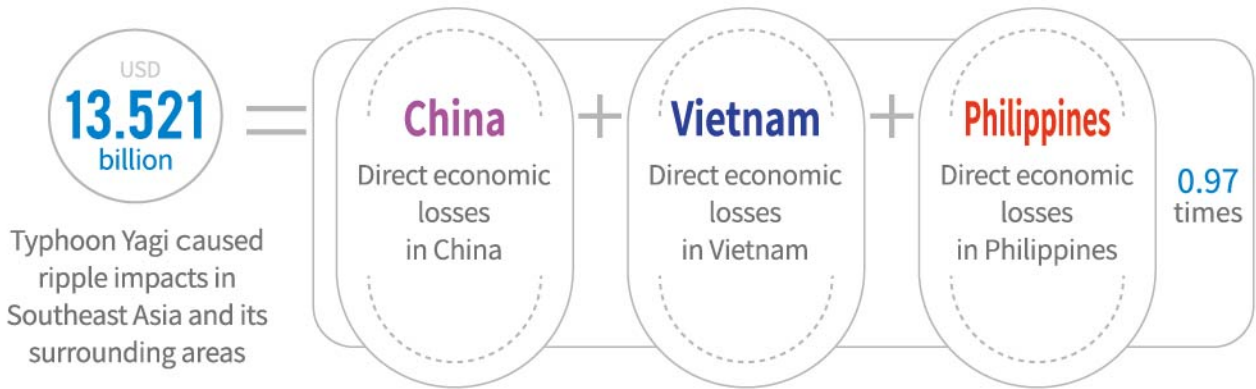 USD
13.521
billion
Typhoon Yagi caused
ripple impacts in
Southeast Asia and its
surrounding areas
=
China
Direct economic
losses
in China
+
Vietnam
Direct economic
losses
in Vietnam
+
Philippines
Direct economic
losses
in Philippines
0.97
times